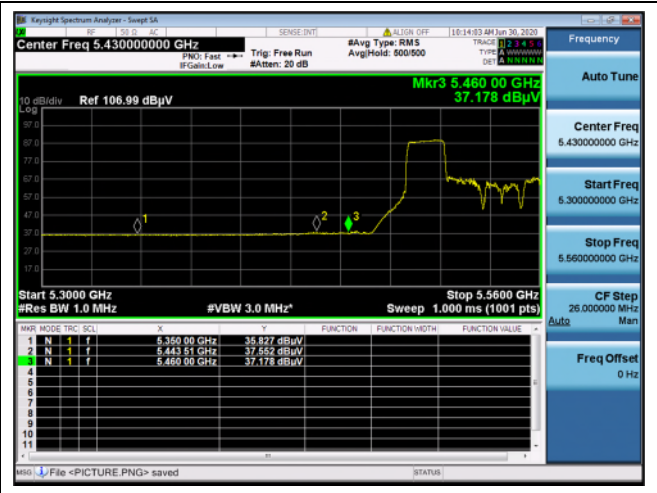 Keysight Spectrum Analyzer - Swept SA
RF 50 Ω AC SENSE:INT ALIGN OFF 10:14:03 AM Jun 30, 2020
Center Freq 5.430000000 GHz #Avg Type: RMS TRACE 1 2 3 4 5 6
PNO: Fast Trig: Free Run Avg|Hold: 500/500 TYPE A WWWWW
IFGain:Low #Atten: 20 dB DET A N N N N N
Mkr3 5.460 00 GHz
10 dB/div Ref 106.99 dBµV 37.178 dBµV
Log
97.0
87.0
77.0
67.0
57.0
47.0
37.0
27.0
17.0
1
2
3
Start 5.3000 GHz Stop 5.5600 GHz
#Res BW 1.0 MHz #VBW 3.0 MHz* Sweep 1.000 ms (1001 pts)
MKR MODE TRC SCL X Y FUNCTION FUNCTION WIDTH FUNCTION VALUE
1 N 1 f 5.350 00 GHz 35.827 dBµV
2 N 1 f 5.443 51 GHz 37.552 dBµV
3 N 1 f 5.460 00 GHz 37.178 dBµV
4
5
6
7
8
9
10
11
MSG File <PICTURE.PNG> saved STATUS
Frequency
Auto Tune
Center Freq
5.430000000 GHz
Start Freq
5.300000000 GHz
Stop Freq
5.560000000 GHz
CF Step
26.000000 MHz
Auto Man
Freq Offset
0 Hz